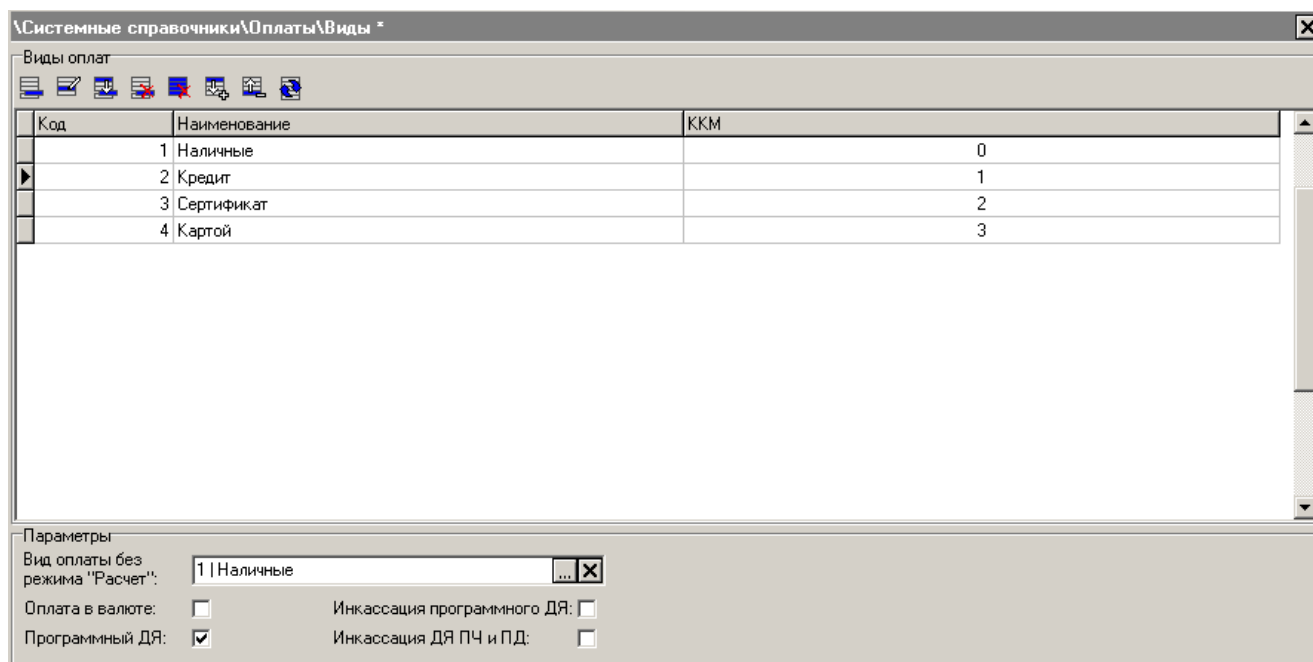 \Системные справочники\Оплаты\Виды *
Виды оплат
Код Наименование ККМ
1 Наличные 0
2 Кредит 1
3 Сертификат 2
4 Картой 3
Параметры
Вид оплаты без
режима "Расчет":
1 | Наличные ...
Оплата в валюте: Инкассация программного ДЯ:
Программный ДЯ: Инкассация ДЯ ПЧ и ПД: